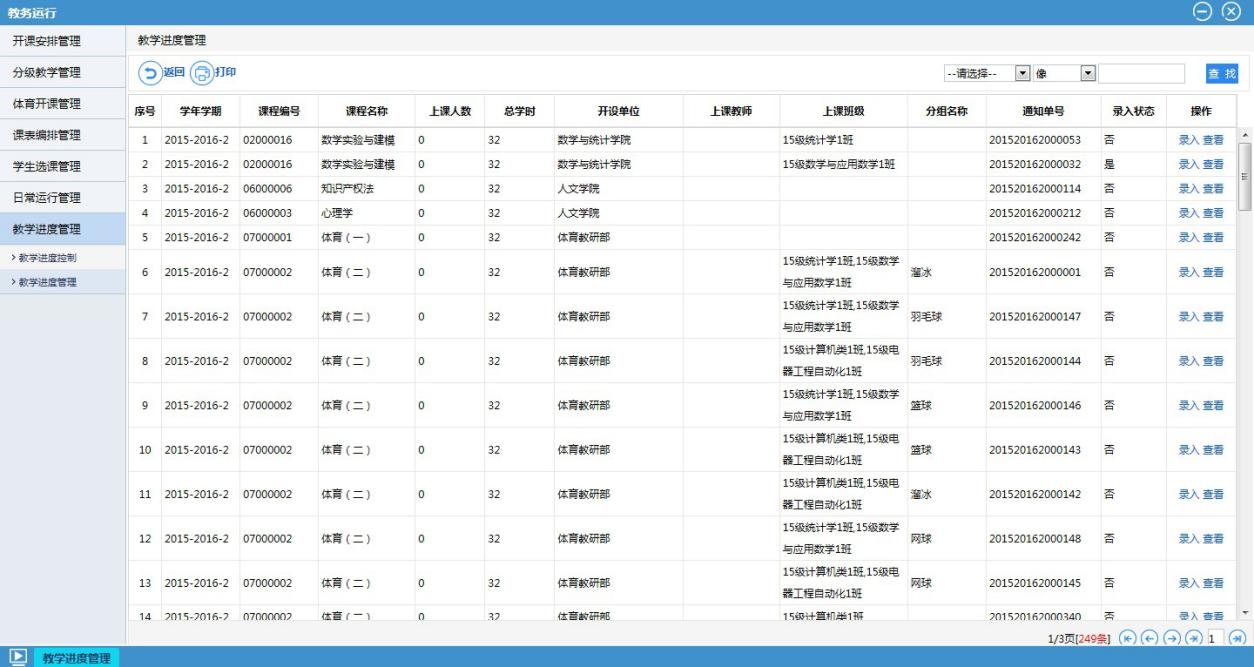 教务运行
开课安排管理
分级教学管理
体育开课管理
课表编排管理
学生选课管理
日常运行管理
教学进度管理
> 教学进度控制
> 教学进度管理
教学进度管理
返回 打印 --请选择-- 像 查 找
序号 学年学期 课程编号 课程名称 上课人数 总学时 开设单位 上课教师 上课班级 分组名称 通知单号 录入状态 操作
1 2015-2016-2 02000016 数学实验与建模 0 32 数学与统计学院 15级统计学1班 201520162000053 否 录入 查看
2 2015-2016-2 02000016 数学实验与建模 0 32 数学与统计学院 15级数学与应用数学1班 201520162000032 是 录入 查看
3 2015-2016-2 06000006 知识产权法 0 32 人文学院 201520162000114 否 录入 查看
4 2015-2016-2 06000003 心理学 0 32 人文学院 201520162000212 否 录入 查看
5 2015-2016-2 07000001 体育（一） 0 32 体育教研部 201520162000242 否 录入 查看
6 2015-2016-2 07000002 体育（二） 0 32 体育教研部 15级统计学1班,15级数学
与应用数学1班 溜冰 201520162000001 否 录入 查看
7 2015-2016-2 07000002 体育（二） 0 32 体育教研部 15级统计学1班,15级数学
与应用数学1班 羽毛球 201520162000147 否 录入 查看
8 2015-2016-2 07000002 体育（二） 0 32 体育教研部 15级计算机类1班,15级电
器工程自动化1班 羽毛球 201520162000144 否 录入 查看
9 2015-2016-2 07000002 体育（二） 0 32 体育教研部 15级统计学1班,15级数学
与应用数学1班 篮球 201520162000146 否 录入 查看
10 2015-2016-2 07000002 体育（二） 0 32 体育教研部 15级计算机类1班,15级电
器工程自动化1班 篮球 201520162000143 否 录入 查看
11 2015-2016-2 07000002 体育（二） 0 32 体育教研部 15级计算机类1班,15级电
器工程自动化1班 溜冰 201520162000142 否 录入 查看
12 2015-2016-2 07000002 体育（二） 0 32 体育教研部 15级统计学1班,15级数学
与应用数学1班 网球 201520162000148 否 录入 查看
13 2015-2016-2 07000002 体育（二） 0 32 体育教研部 15级计算机类1班,15级电
器工程自动化1班 网球 201520162000145 否 录入 查看
14 2015-2016-2 07000002 体育（二） 0 32 体育教研部 15级计算机类1班 201520162000340 否 录入 查看
1/3页[249条] 1
教学进度管理